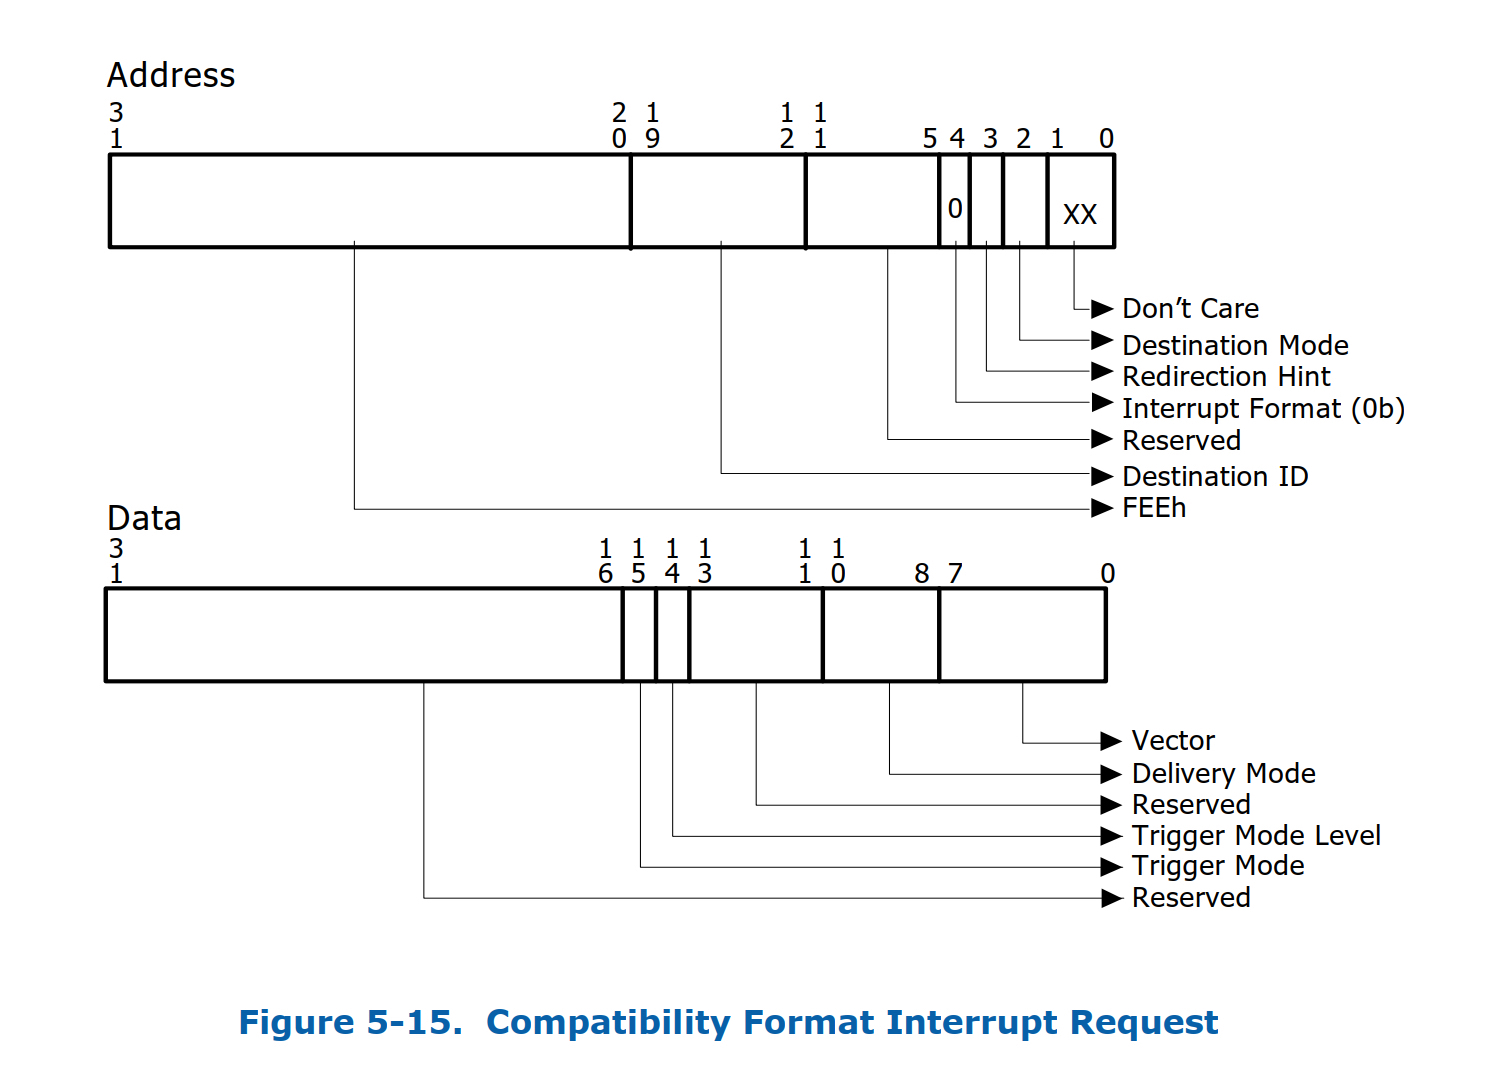 Address
3 2 1 1 1
1 0 9 2 1 5 4 3 2 1 0
0
XX
Don’t Care
Destination Mode
Redirection Hint
Interrupt Format (0b)
Reserved
Destination ID
FEEh
Data
3 1 1 1 1 1 1
1 6 5 4 3 1 0 8 7 0
Vector
Delivery Mode
Reserved
Trigger Mode Level
Trigger Mode
Reserved
Figure 5-15. Compatibility Format Interrupt Request